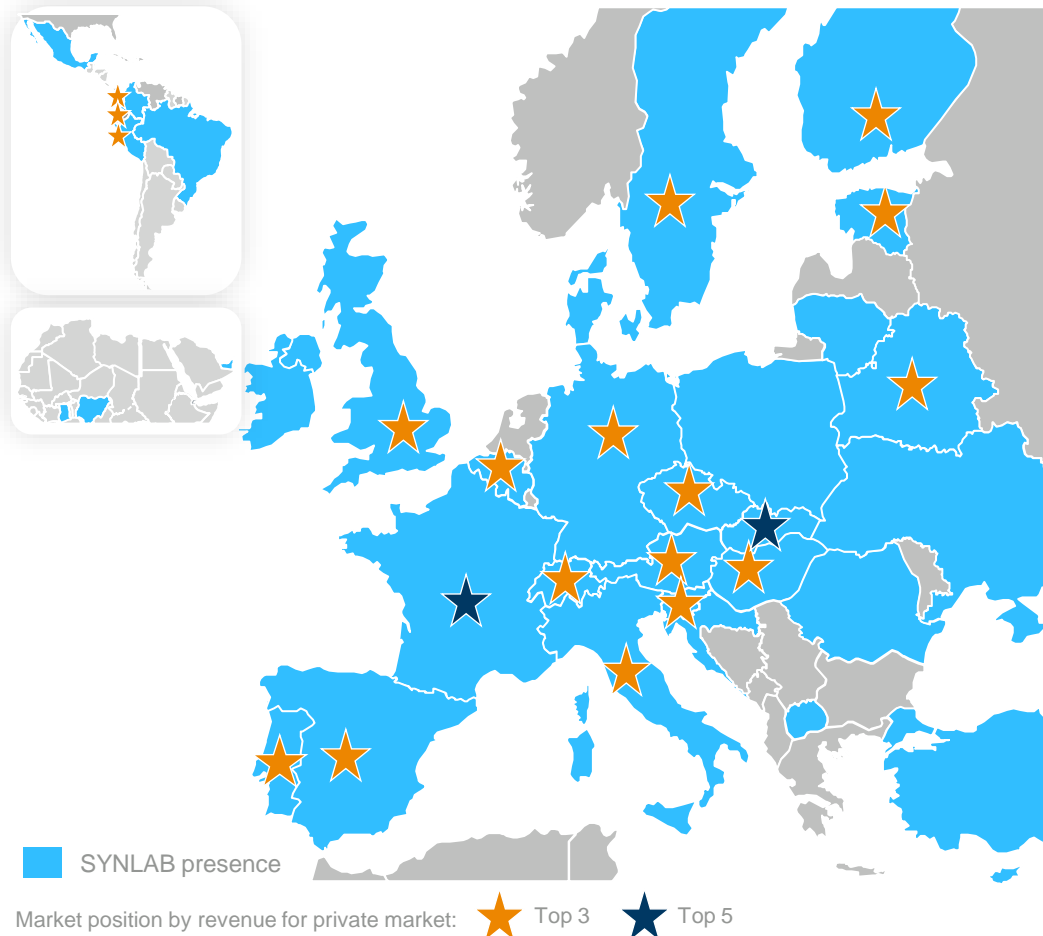 SYNLAB presence
Market position by revenue for private market: Top 3 Top 5